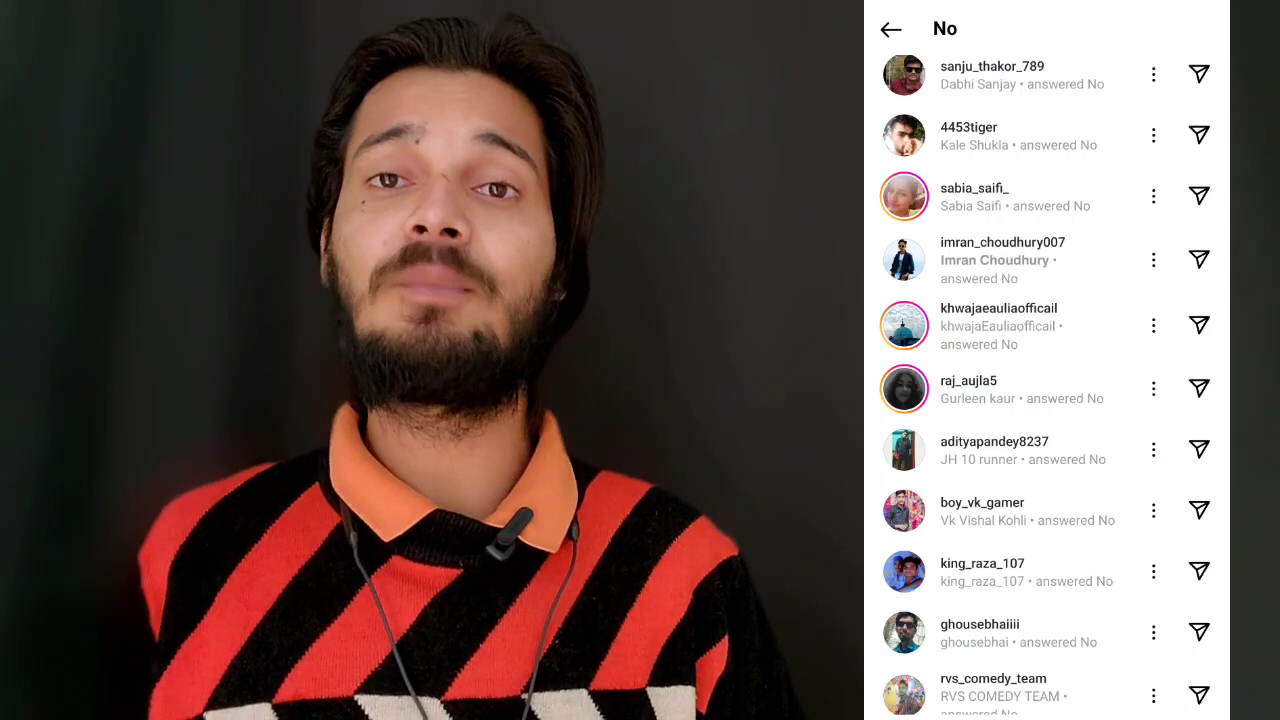 No
sanju_thakor_789
Dabhi Sanjay • answered No
4453tiger
Kale Shukla • answered No
sabia_saifi_
Sabia Saifi • answered No
imran_choudhury007
Imran Choudhury •
answered No
khwajaeauliaofficail
khwajaEauliaofficail •
answered No
raj_aujla5
Gurleen kaur • answered No
adityapandey8237
JH 10 runner • answered No
boy_vk_gamer
Vk Vishal Kohli • answered No
king_raza_107
king_raza_107 • answered No
ghousebhaiiii
ghousebhai • answered No
rvs_comedy_team
RVS COMEDY TEAM •
answered No